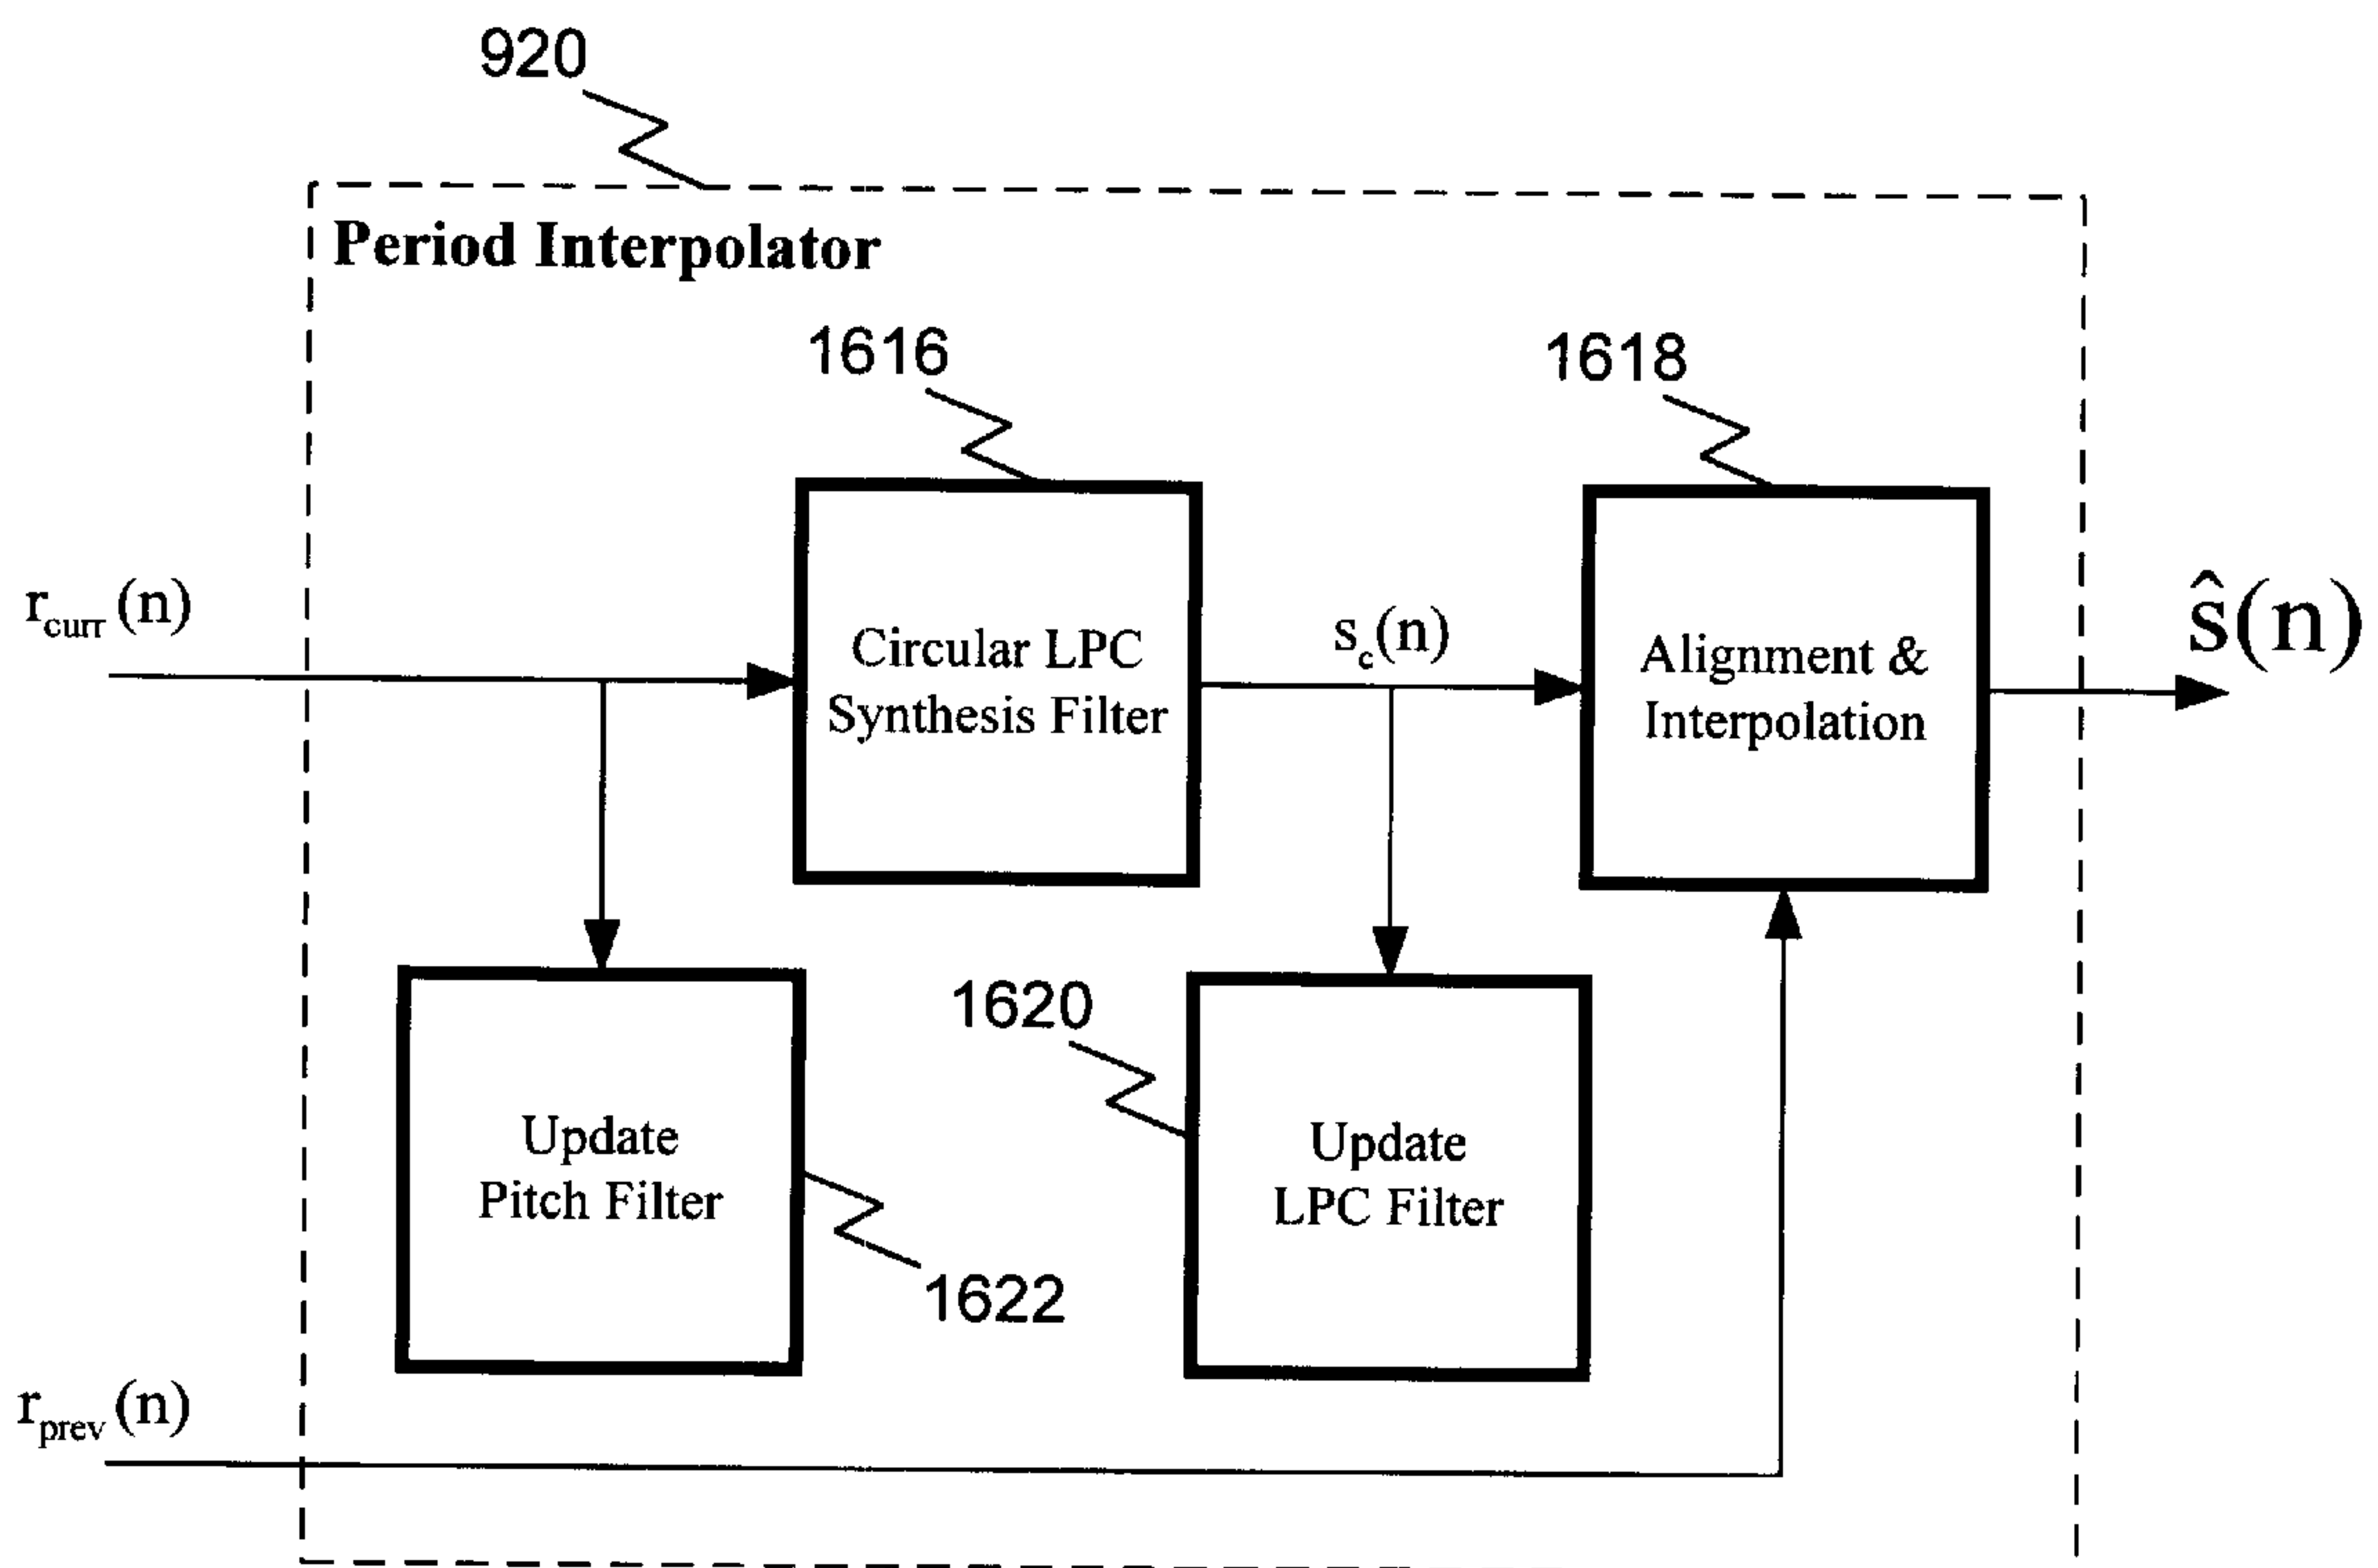 920
Period Interpolator
1616
1618
r_curr(n)
Circular LPC
Synthesis Filter
s_c(n)
Alignment &
Interpolation
ŝ(n)
1620
Update
Pitch Filter
Update
LPC Filter
1622
r_prev(n)